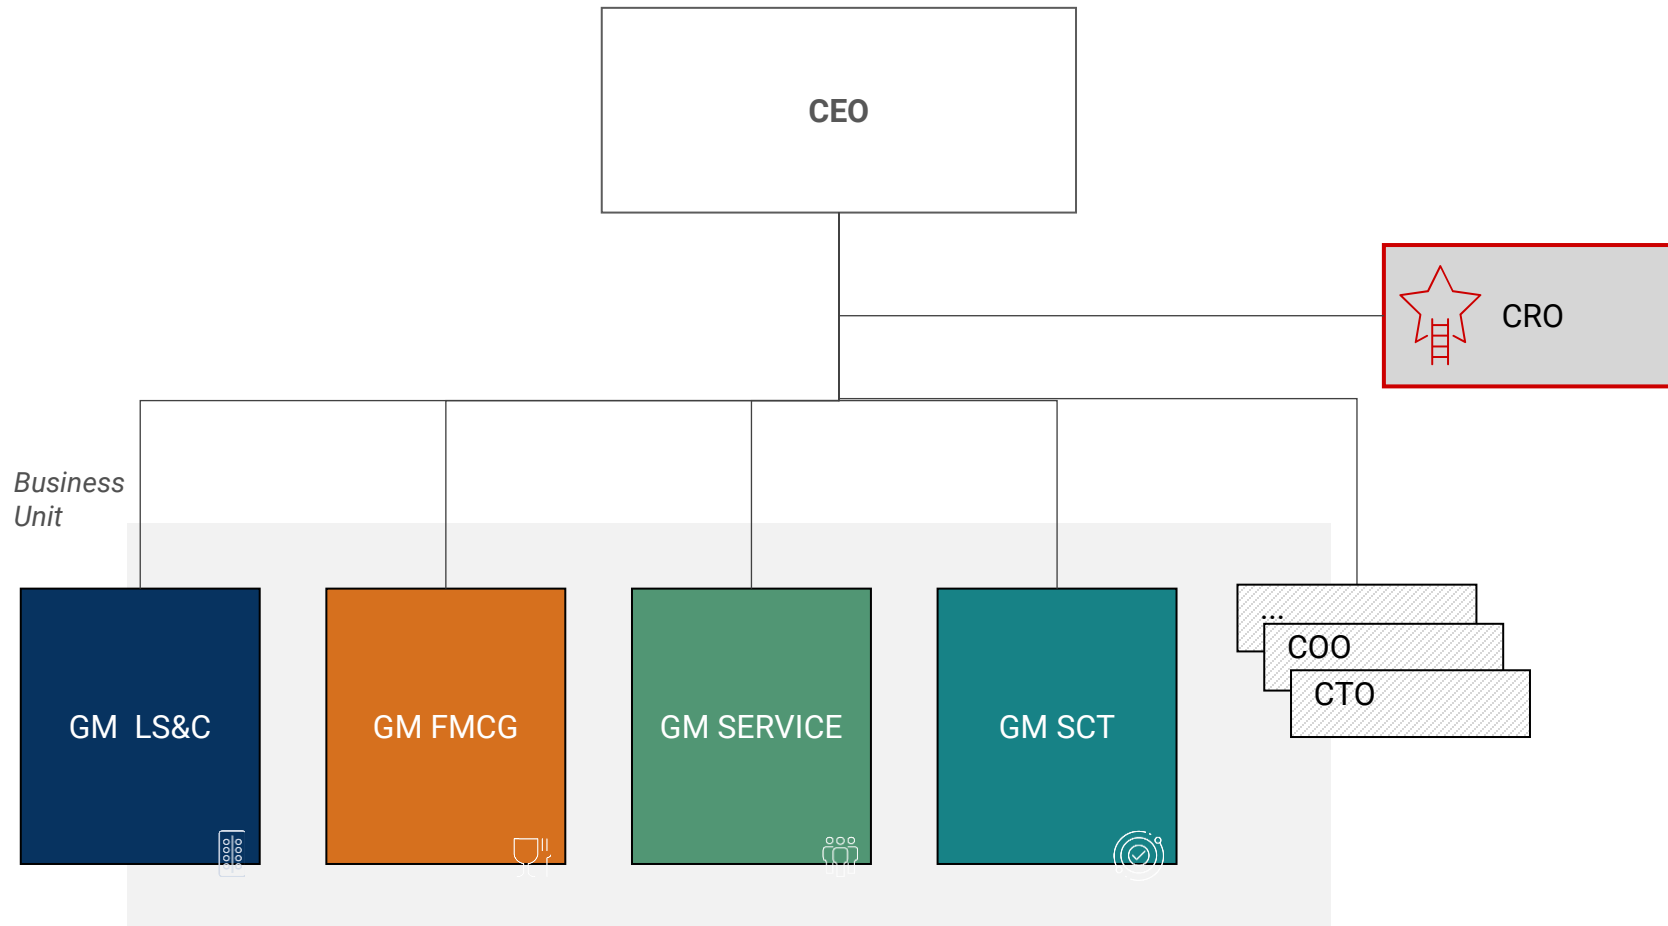 CEO
CRO
Business
Unit
GM  LS&C
GM FMCG
GM SERVICE
GM SCT
...
COO
CTO